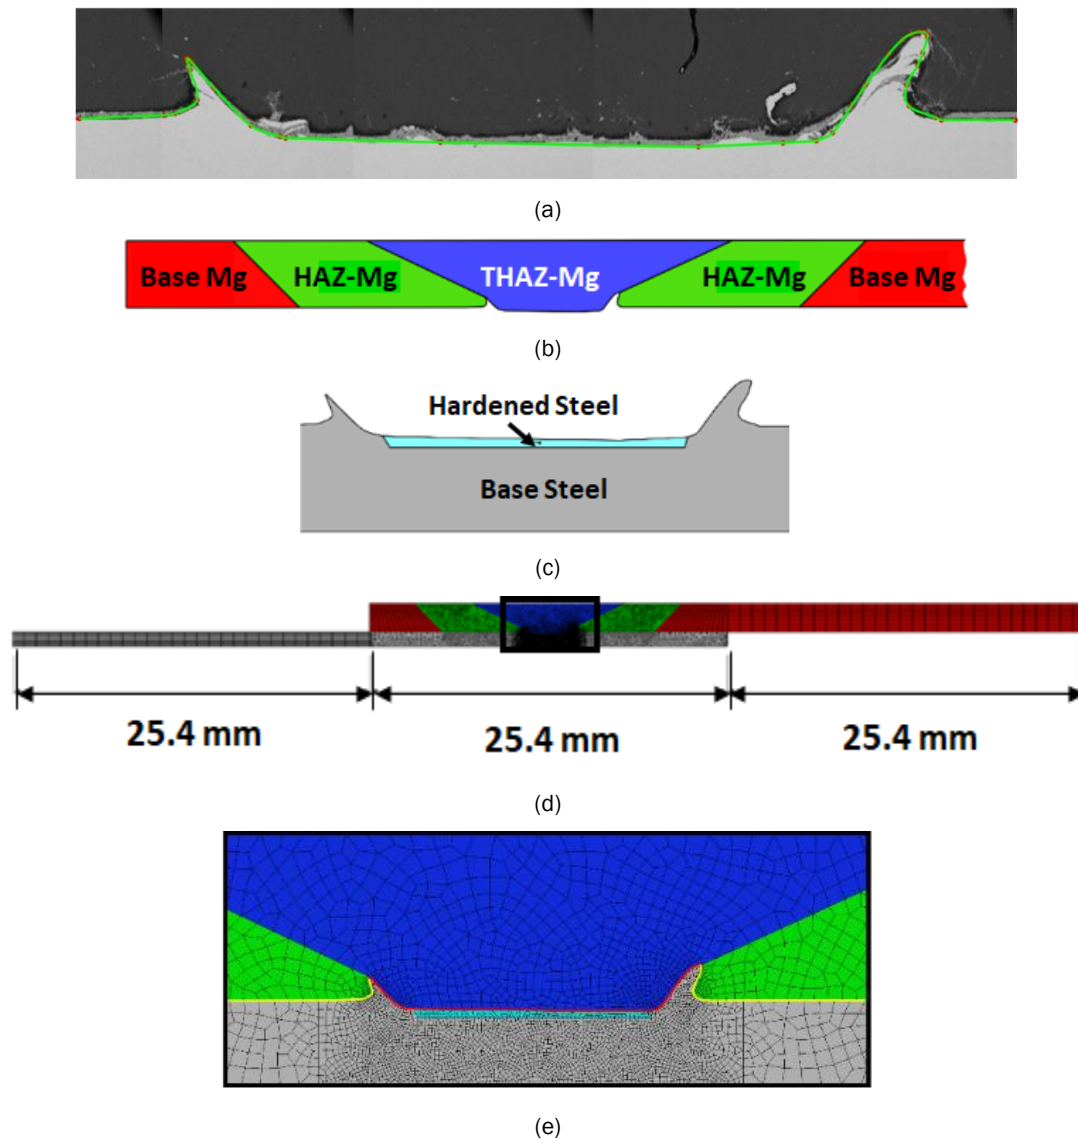 (a)
Base Mg HAZ-Mg THAZ-Mg HAZ-Mg Base Mg
(b)
Hardened Steel
Base Steel
(c)
25.4 mm 25.4 mm 25.4 mm
(d)
(e)